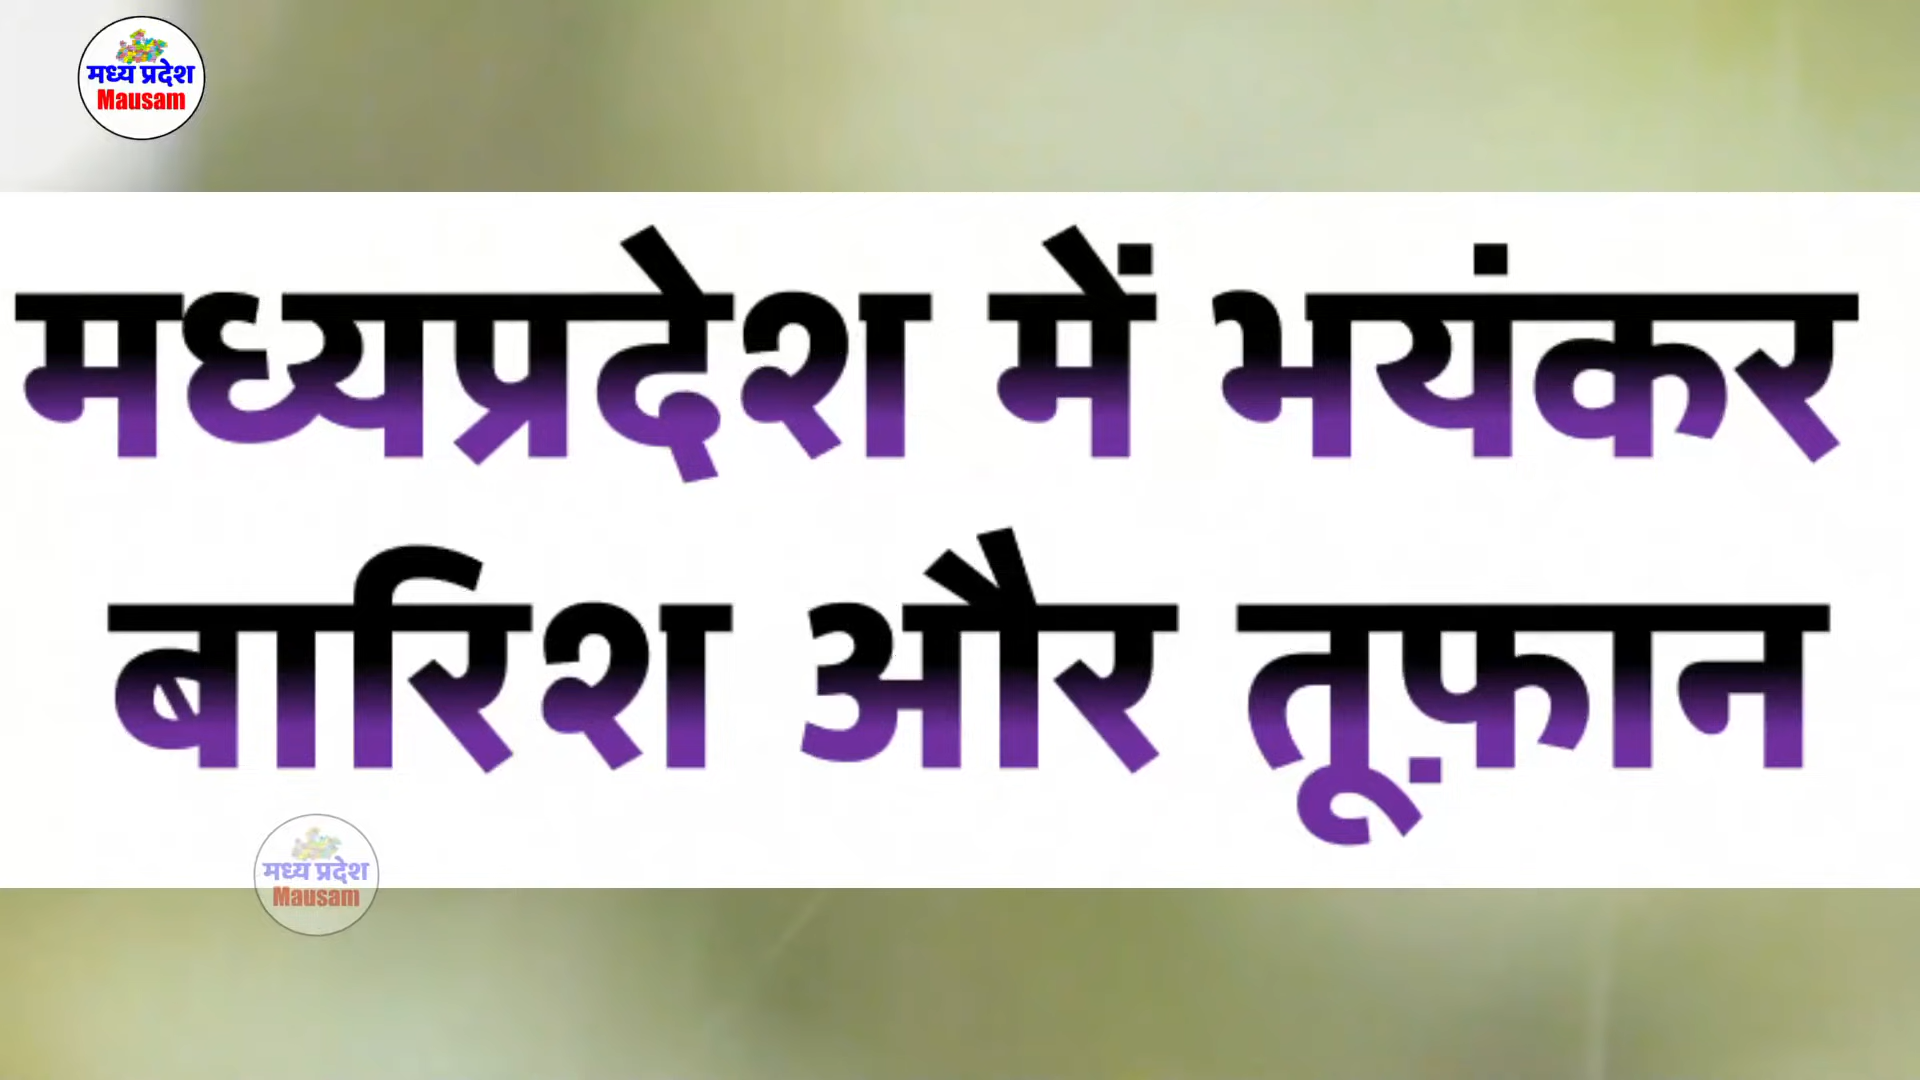 मध्य प्रदेश
Mausam
मध्यप्रदेश में भयंकर
बारिश और तूफ़ान
मध्य प्रदेश
Mausam